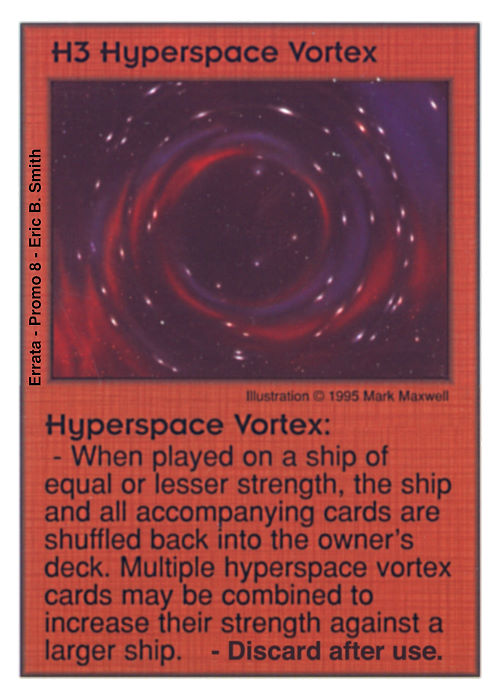 H3 Hyperspace Vortex
Errata - Promo 8 - Eric B. Smith
Illustration © 1995 Mark Maxwell
Hyperspace Vortex:
- When played on a ship of
equal or lesser strength, the ship
and all accompanying cards are
shuffled back into the owner's
deck. Multiple hyperspace vortex
cards may be combined to
increase their strength against a
larger ship. - Discard after use.